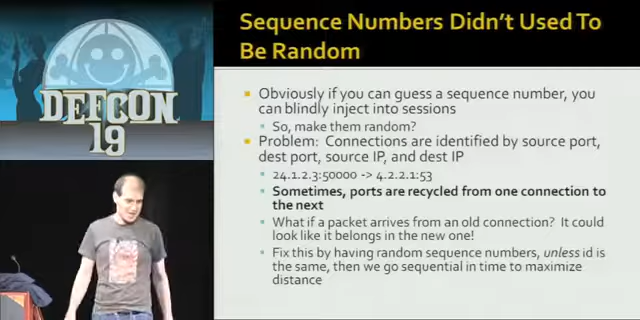 DEFCON
19
Sequence Numbers Didn't Used To
Be Random
Obviously if you can guess a sequence number, you
can blindly inject into sessions
So, make them random?
Problem: Connections are identified by source port,
dest port, source IP, and dest IP
24.1.2.3:50000 -> 4.2.2.1:53
Sometimes, ports are recycled from one connection to
the next
What if a packet arrives from an old connection? It could
look like it belongs in the new one!
Fix this by having random sequence numbers, unless id is
the same, then we go sequential in time to maximize
distance